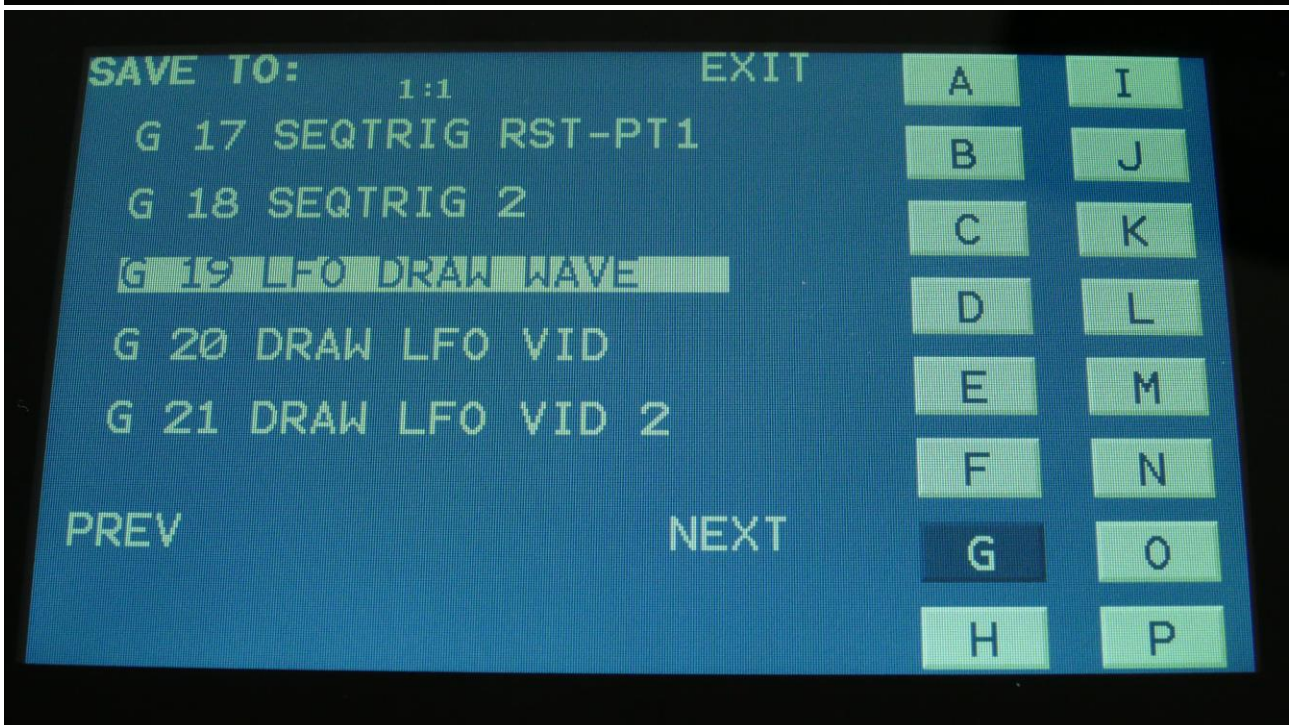 SAVE TO: 1:1 EXIT
G 17 SEQTRIG RST-PT1
G 18 SEQTRIG 2
G 19 LFO DRAW WAVE
G 20 DRAW LFO VID
G 21 DRAW LFO VID 2
PREV NEXT
A I
B J
C K
D L
E M
F N
G O
H P